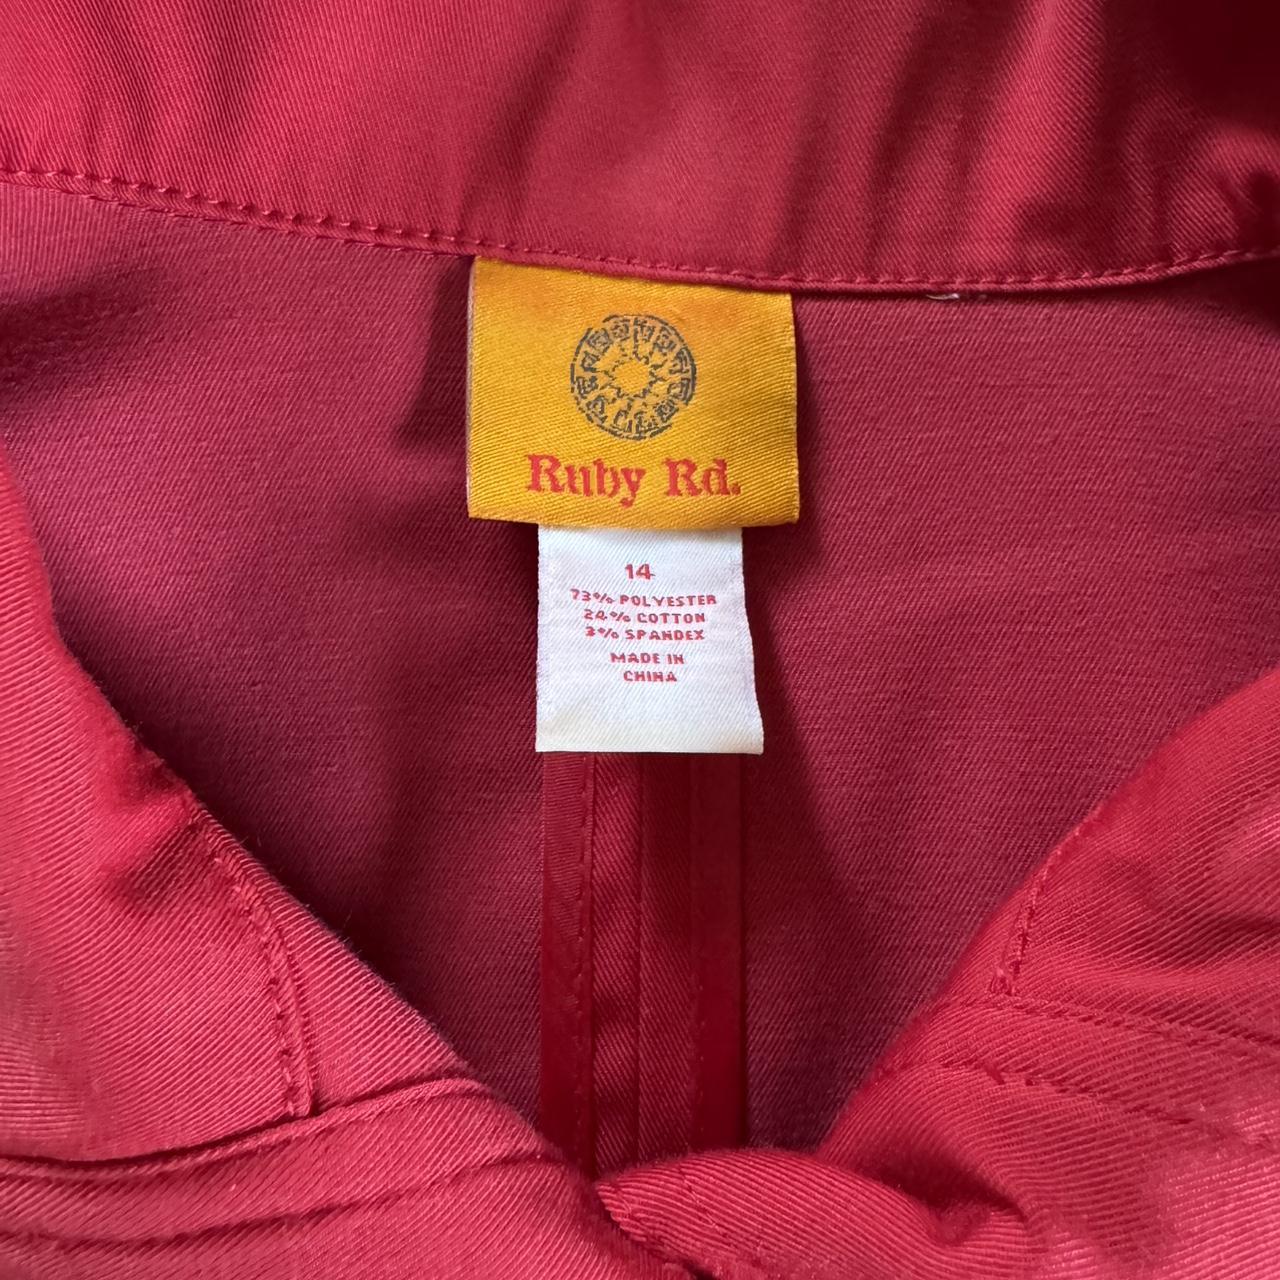 Ruby Rd.
14
73% POLYESTER
24% COTTON
3% SPANDEX
MADE IN
CHINA